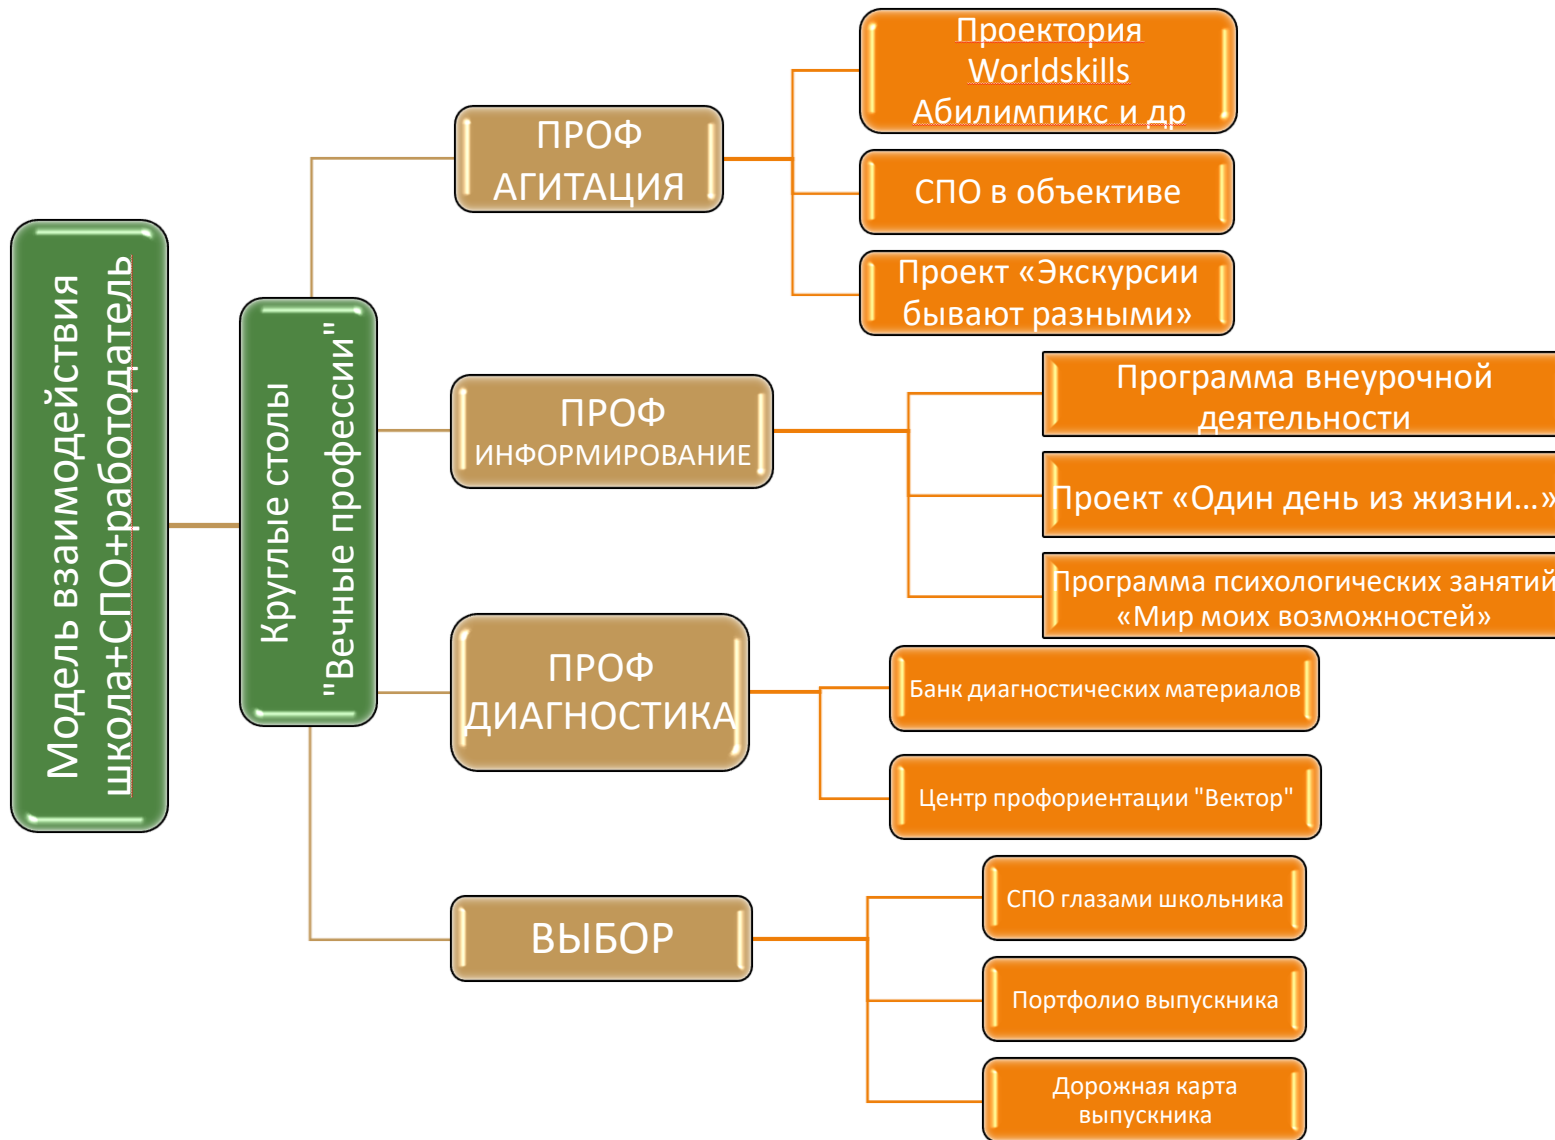 Модель взаимодействия
школа+СПО+работодатель
Круглые столы
"Вечные профессии"
ПРОФ
АГИТАЦИЯ
Проектория
Worldskills
Абилимпикс и др
СПО в объективе
Проект «Экскурсии
бывают разными»
ПРОФ
ИНФОРМИРОВАНИЕ
Программа внеурочной
деятельности
Проект «Один день из жизни…»
Программа психологических занятий
«Мир моих возможностей»
ПРОФ
ДИАГНОСТИКА
Банк диагностических материалов
Центр профориентации "Вектор"
ВЫБОР
СПО глазами школьника
Портфолио выпускника
Дорожная карта
выпускника